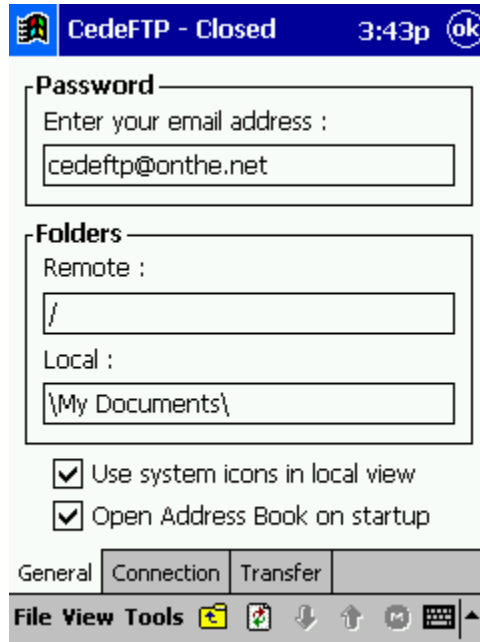 CedeFTP - Closed 3:43p ok
Password
Enter your email address :
cedeftp@onthe.net
Folders
Remote :
/
Local :
\My Documents\
Use system icons in local view
Open Address Book on startup
General Connection Transfer
File View Tools